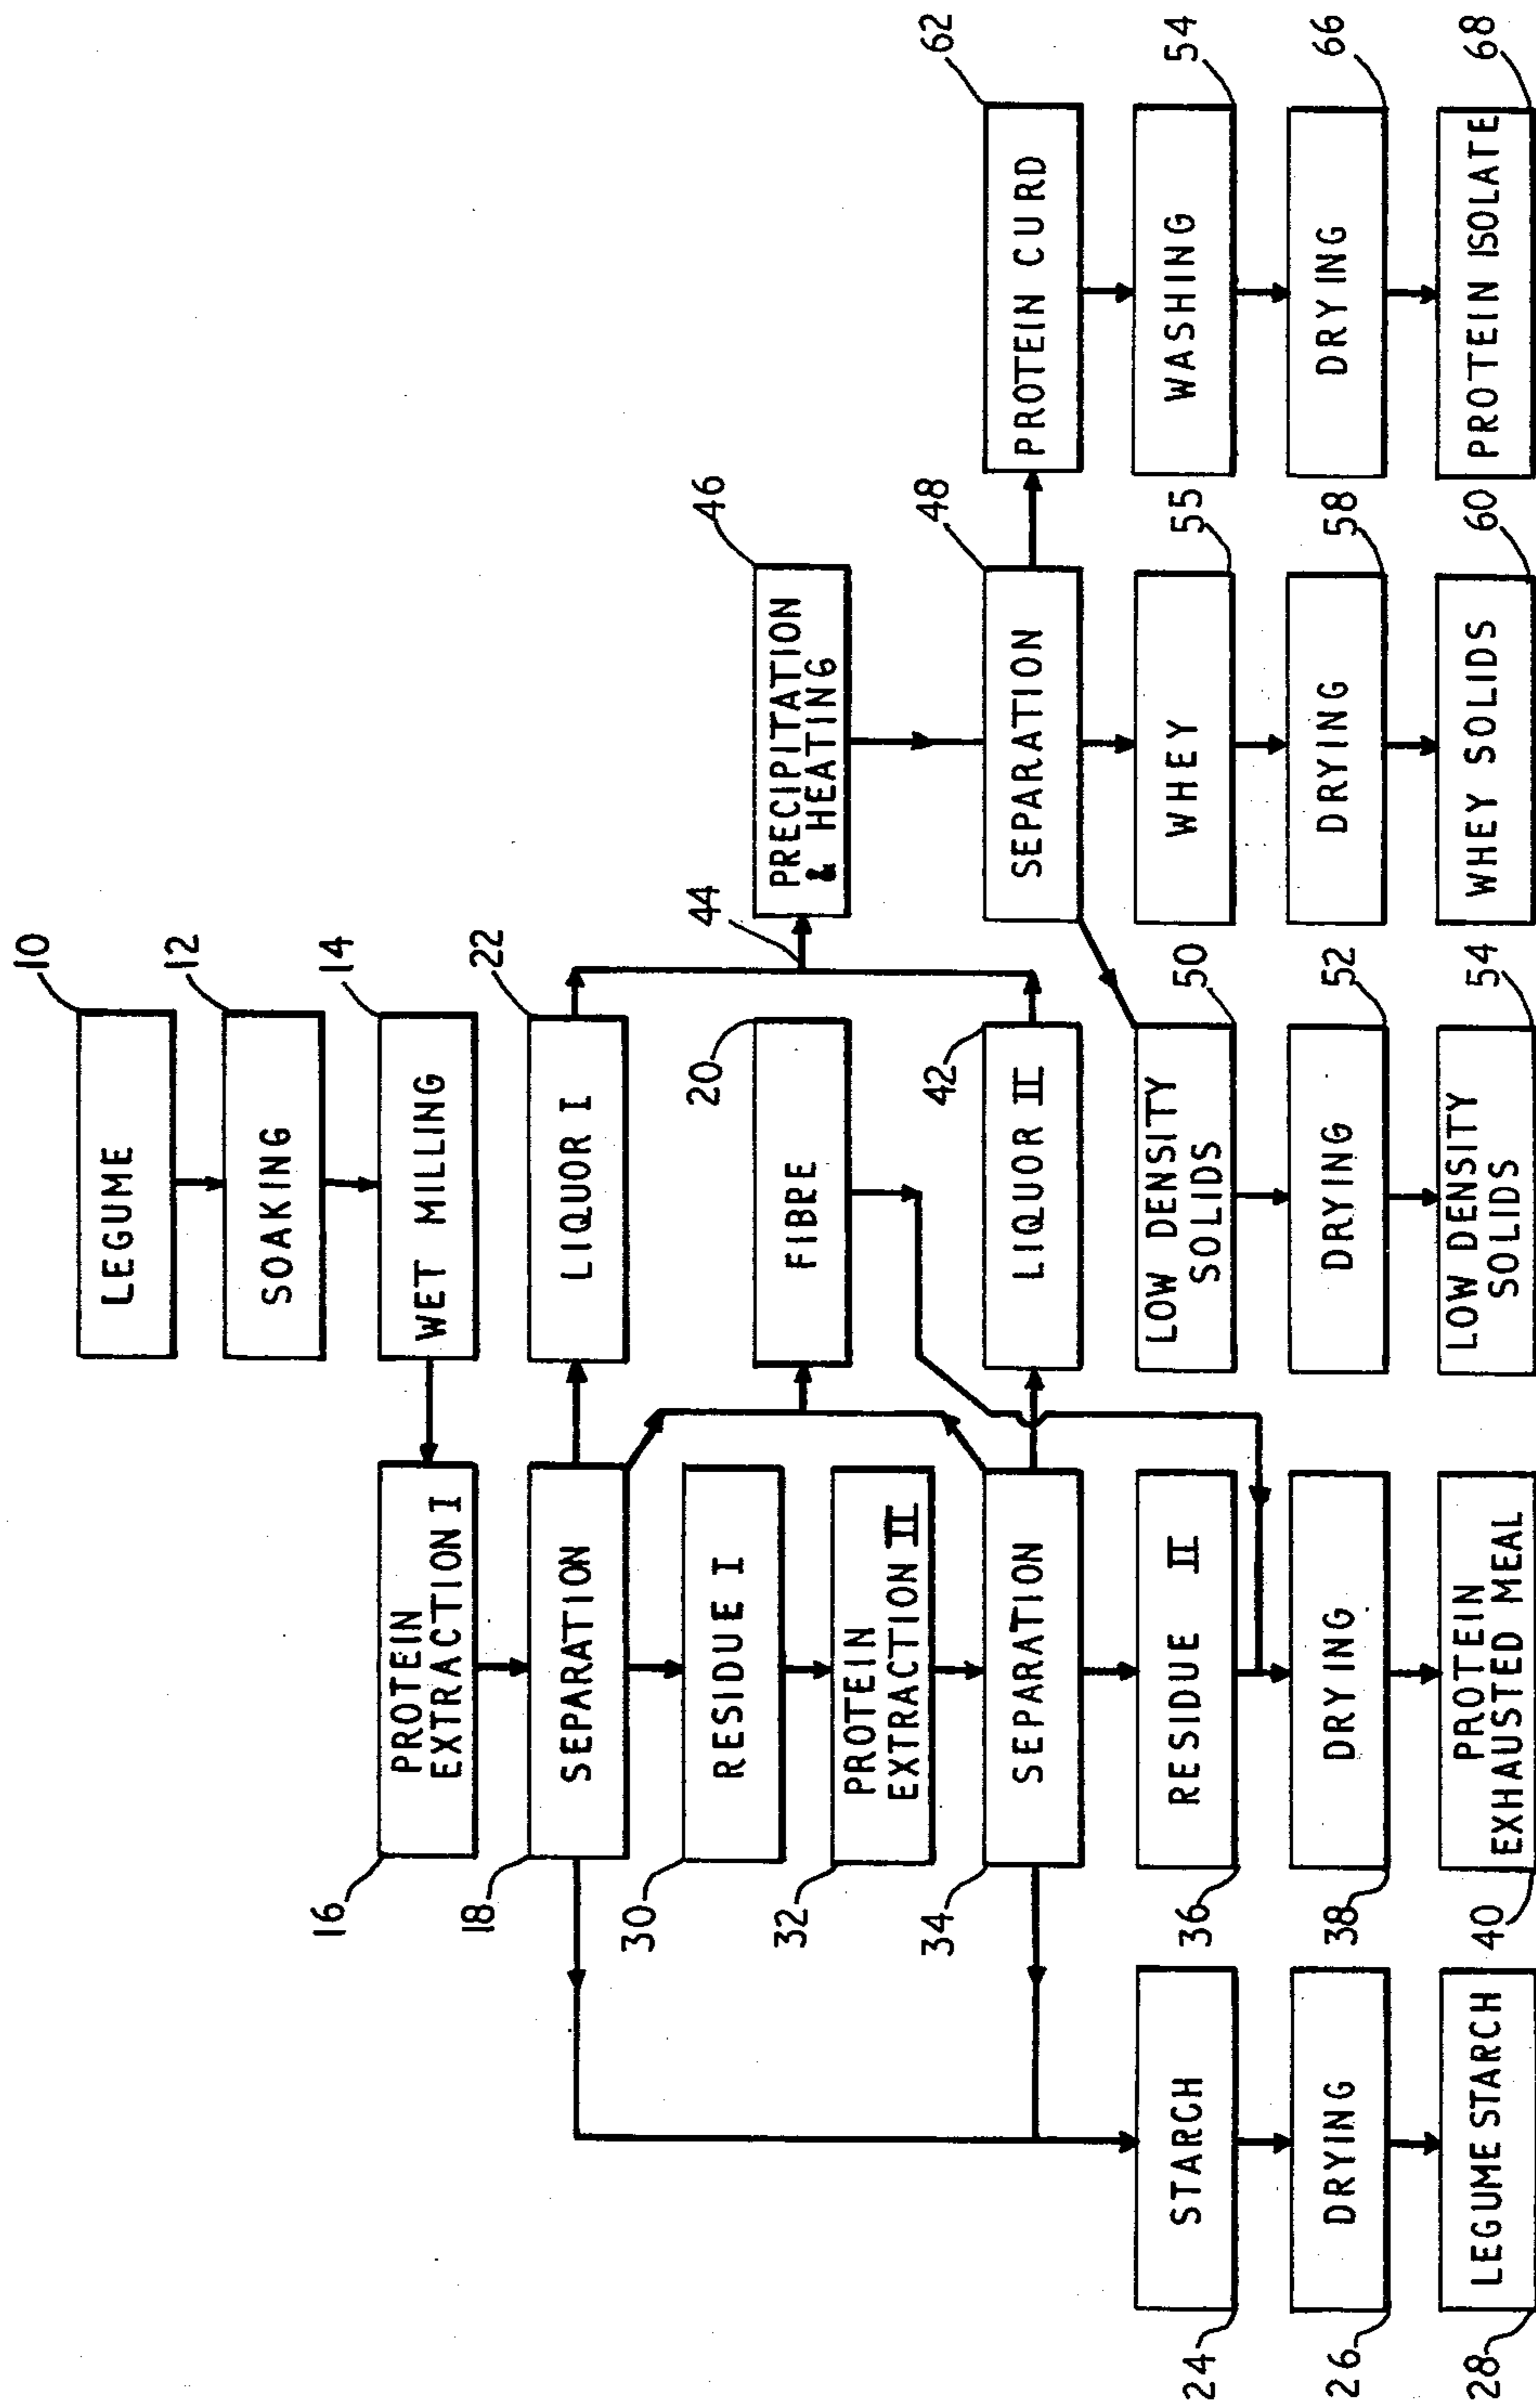 10
LEGUME
12
SOAKING
14
WET MILLING
16
PROTEIN
EXTRACTION I
18
SEPARATION
22
LIQUOR I
20
FIBRE
30
RESIDUE I
32
PROTEIN
EXTRACTION II
34
SEPARATION
42
LIQUOR II
44
46
PRECIPITATION
& HEATING
48
SEPARATION
62
PROTEIN CURD
24
STARCH
36
RESIDUE II
50
LOW DENSITY
SOLIDS
55
WHEY
54
WASHING
26
DRYING
38
DRYING
52
DRYING
58
DRYING
66
DRYING
28
LEGUME STARCH
40
PROTEIN
EXHAUSTED MEAL
54
LOW DENSITY
SOLIDS
60
WHEY SOLIDS
68
PROTEIN ISOLATE